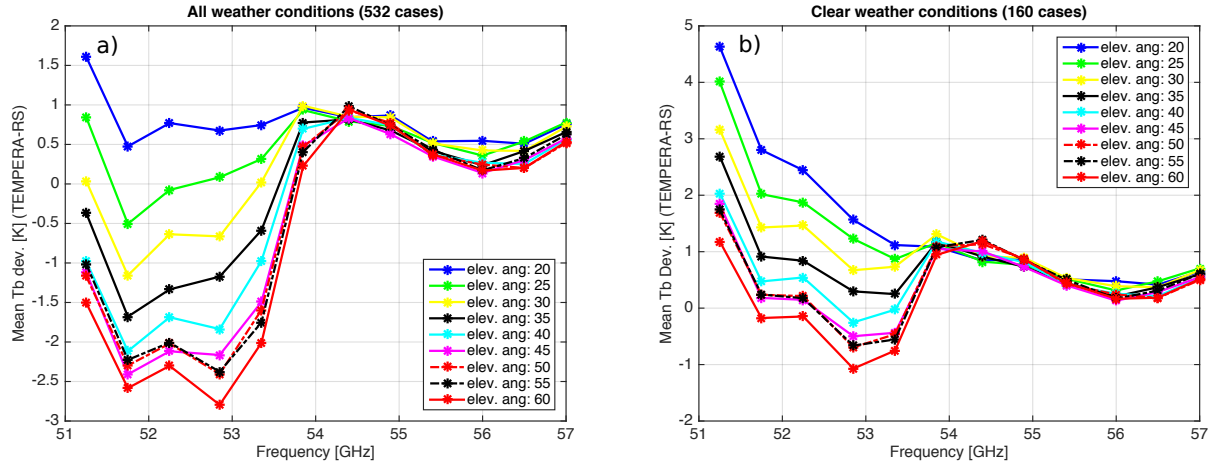 All weather conditions (532 cases)
a)
Mean Tb dev. [K] (TEMPERA-RS)
2
1.5
1
0.5
0
-0.5
-1
-1.5
-2
-2.5
-3
elev. ang: 20
elev. ang: 25
elev. ang: 30
elev. ang: 35
elev. ang: 40
elev. ang: 45
elev. ang: 50
elev. ang: 55
elev. ang: 60
51 52 53 54 55 56 57
Frequency [GHz]
Clear weather conditions (160 cases)
b)
Mean Tb Dev. [K] (TEMPERA-RS)
5
4
3
2
1
0
-1
-2
elev. ang: 20
elev. ang: 25
elev. ang: 30
elev. ang: 35
elev. ang: 40
elev. ang: 45
elev. ang: 50
elev. ang: 55
elev. ang: 60
51 52 53 54 55 56 57
Frequency [GHz]